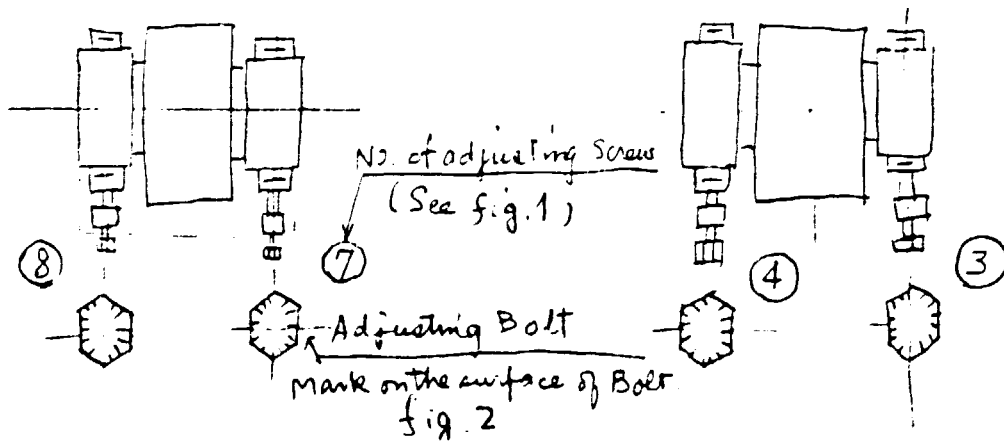 No. of adjusting Screw
(See fig. 1)
8
7
4
3
Adjusting Bolt
Mark on the surface of Bolt
fig. 2